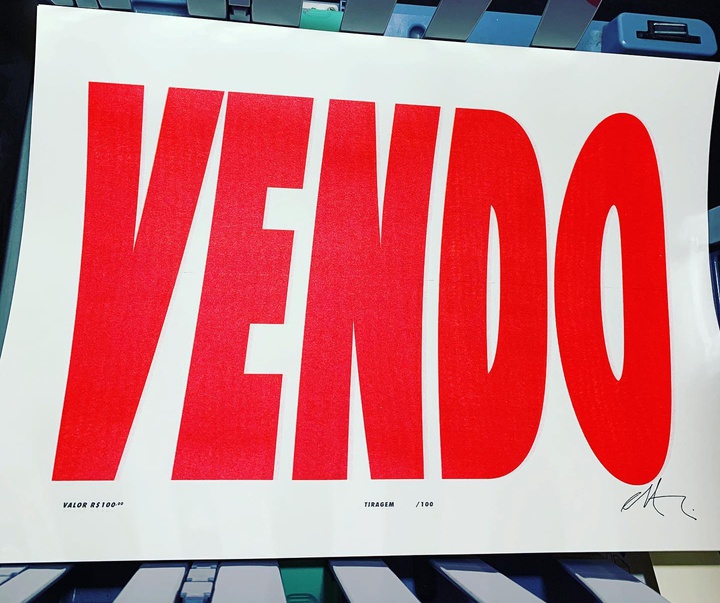 VENDO
VALOR R$100,00 TIRAGEM /100